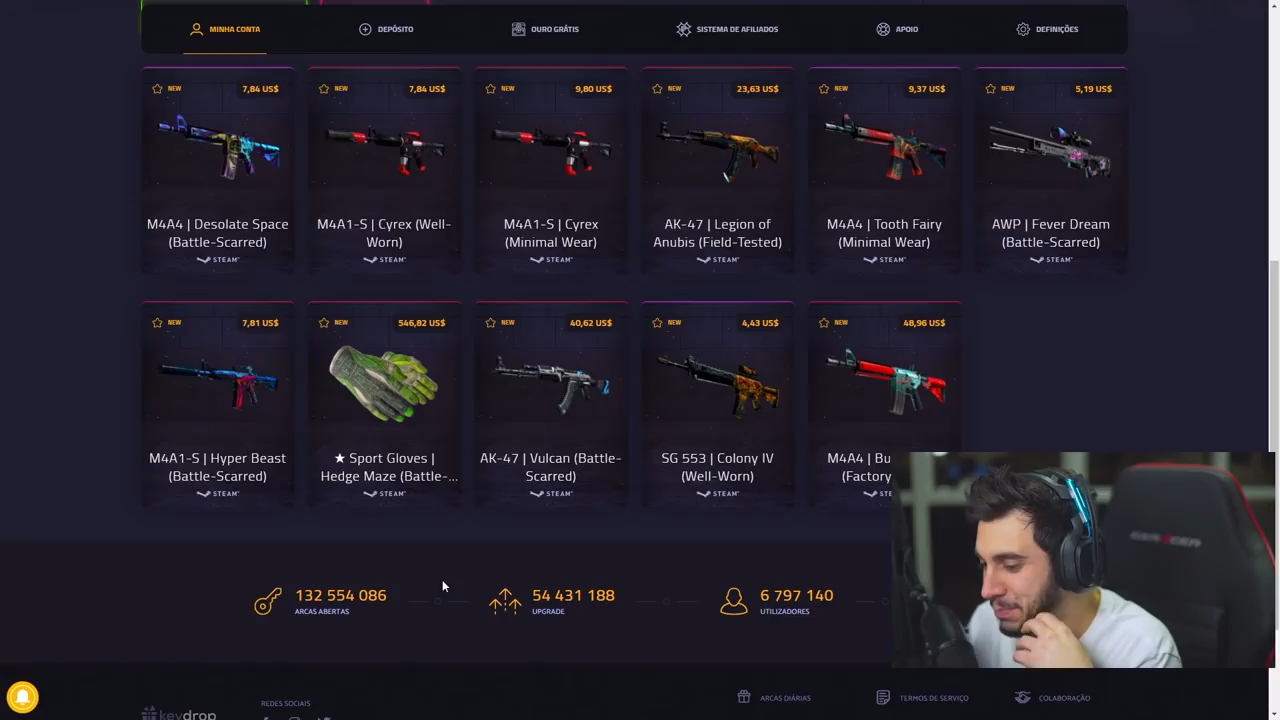 MINHA CONTA
DEPÓSITO
OURO GRÁTIS
SISTEMA DE AFILIADOS
APOIO
DEFINIÇÕES
NEW 7,84 US$
NEW 7,84 US$
NEW 9,80 US$
NEW 23,63 US$
NEW 9,37 US$
NEW 5,19 US$
M4A4 | Desolate Space
(Battle-Scarred)
STEAM
M4A1-S | Cyrex (Well-
Worn)
STEAM
M4A1-S | Cyrex
(Minimal Wear)
STEAM
AK-47 | Legion of
Anubis (Field-Tested)
STEAM
M4A4 | Tooth Fairy
(Minimal Wear)
STEAM
AWP | Fever Dream
(Battle-Scarred)
STEAM
NEW 7,81 US$
NEW 546,82 US$
NEW 40,62 US$
NEW 4,43 US$
NEW 48,96 US$
M4A1-S | Hyper Beast
(Battle-Scarred)
STEAM
★ Sport Gloves |
Hedge Maze (Battle-...
STEAM
AK-47 | Vulcan (Battle-
Scarred)
STEAM
SG 553 | Colony IV
(Well-Worn)
STEAM
M4A4 | Bu
(Factory
132 554 086
ARCAS ABERTAS
54 431 188
UPGRADE
6 797 140
UTILIZADORES
keydrop
REDES SOCIAIS
ARCAS DIÁRIAS
TERMOS DE SERVIÇO
COLABORAÇÃO